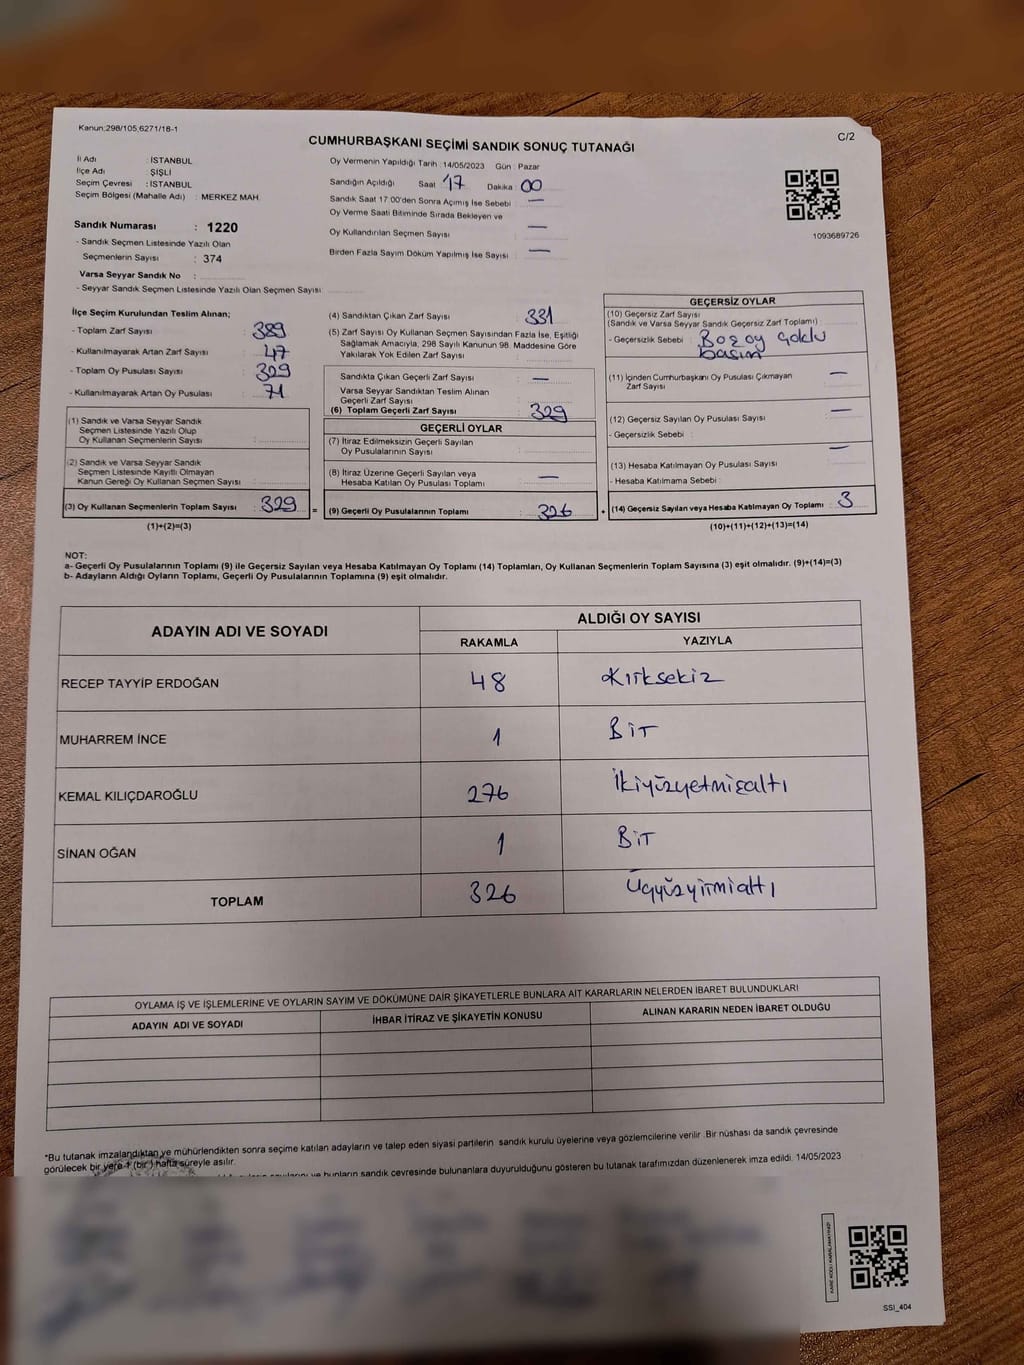 Kanun;298/105,6271/18-1
C/2
CUMHURBAŞKANI SEÇİMİ SANDIK SONUÇ TUTANAĞI
İl Adı : İSTANBUL
İlçe Adı : ŞİŞLİ
Seçim Çevresi : İSTANBUL
Seçim Bölgesi (Mahalle Adı) : MERKEZ MAH.
Sandık Numarası : 1220
- Sandık Seçmen Listesinde Yazılı Olan
Seçmenlerin Sayısı : 374
Varsa Seyyar Sandık No :
- Seyyar Sandık Seçmen Listesinde Yazılı Olan Seçmen Sayısı:
Oy Vermenin Yapıldığı Tarih : 14/05/2023 Gün : Pazar
Sandığın Açıldığı Saat : 17 Dakika : 00
Sandık Saat 17:00'den Sonra Açımış İse Sebebi : —
Oy Verme Saati Bitiminde Sırada Bekleyen ve
Oy Kullandırılan Seçmen Sayısı : —
Birden Fazla Sayım Döküm Yapılmış İse Sayısı : —
1093689726
İlçe Seçim Kurulundan Teslim Alınan;
- Toplam Zarf Sayısı : 389
- Kullanılmayarak Artan Zarf Sayısı : 47
- Toplam Oy Pusulası Sayısı : 329
- Kullanılmayarak Artan Oy Pusulası : 71
(1) Sandık ve Varsa Seyyar Sandık
Seçmen Listesinde Yazılı Olup
Oy Kullanan Seçmenlerin Sayısı :
(2) Sandık ve Varsa Seyyar Sandık
Seçmen Listesinde Kayıtlı Olmayan
Kanun Gereği Oy Kullanan Seçmen Sayısı :
(3) Oy Kullanan Seçmenlerin Toplam Sayısı : 329 =
(1)+(2)=(3)
(4) Sandıktan Çıkan Zarf Sayısı : 331
(5) Zarf Sayısı Oy Kullanan Seçmen Sayısından Fazla İse, Eşitliği
Sağlamak Amacıyla, 298 Sayılı Kanunun 98. Maddesine Göre
Yakılarak Yok Edilen Zarf Sayısı :
Sandıkta Çıkan Geçerli Zarf Sayısı : —
Varsa Seyyar Sandıktan Teslim Alınan
Geçerli Zarf Sayısı :
(6) Toplam Geçerli Zarf Sayısı : 329
GEÇERLİ OYLAR
(7) İtiraz Edilmeksizin Geçerli Sayılan
Oy Pusulalarının Sayısı :
(8) İtiraz Üzerine Geçerli Sayılan veya
Hesaba Katılan Oy Pusulası Toplamı : —
(9) Geçerli Oy Pusulalarının Toplamı : 326 +
GEÇERSİZ OYLAR
(10) Geçersiz Zarf Sayısı
(Sandık ve Varsa Seyyar Sandık Geçersiz Zarf Toplamı) :
- Geçersizlik Sebebi : Boş oy çoklu
basım
(11) İçinden Cumhurbaşkanı Oy Pusulası Çıkmayan
Zarf Sayısı : —
(12) Geçersiz Sayılan Oy Pusulası Sayısı : —
- Geçersizlik Sebebi : —
(13) Hesaba Katılmayan Oy Pusulası Sayısı :
- Hesaba Katılmama Sebebi :
(14) Geçersiz Sayılan veya Hesaba Katılmayan Oy Toplamı : 3
(10)+(11)+(12)+(13)=(14)
NOT:
a- Geçerli Oy Pusulalarının Toplamı (9) ile Geçersiz Sayılan veya Hesaba Katılmayan Oy Toplamı (14) Toplamları, Oy Kullanan Seçmenlerin Toplam Sayısına (3) eşit olmalıdır. (9)+(14)=(3)
b- Adayların Aldığı Oyların Toplamı, Geçerli Oy Pusulalarının Toplamına (9) eşit olmalıdır.
ADAYIN ADI VE SOYADI ALDIĞI OY SAYISI
RAKAMLA YAZIYLA
RECEP TAYYİP ERDOĞAN 48 Kırksekiz
MUHARREM İNCE 1 Bir
KEMAL KILIÇDAROĞLU 276 İkiyüzyetmişaltı
SİNAN OĞAN 1 Bir
TOPLAM 326 Üçyüzyirmialtı
OYLAMA İŞ VE İŞLEMLERİNE VE OYLARIN SAYIM VE DÖKÜMÜNE DAİR ŞİKAYETLERLE BUNLARA AİT KARARLARIN NELERDEN İBARET BULUNDUKLARI
ADAYIN ADI VE SOYADI İHBAR İTİRAZ VE ŞİKAYETİN KONUSU ALINAN KARARIN NEDEN İBARET OLDUĞU
*Bu tutanak imzalandıktan ve mühürlendikten sonra seçime katılan adayların ve talep eden siyasi partilerin sandık kurulu üyelerine veya gözlemcilerine verilir. Bir nüshası da sandık çevresinde
görülecek bir yere 1 (bir ) hafta süreyle asılır.
ve bunların sandık çevresinde bulunanlara duyurulduğunu gösteren bu tutanak tarafımızdan düzenlenerek imza edildi. 14/05/2023
SSI_404